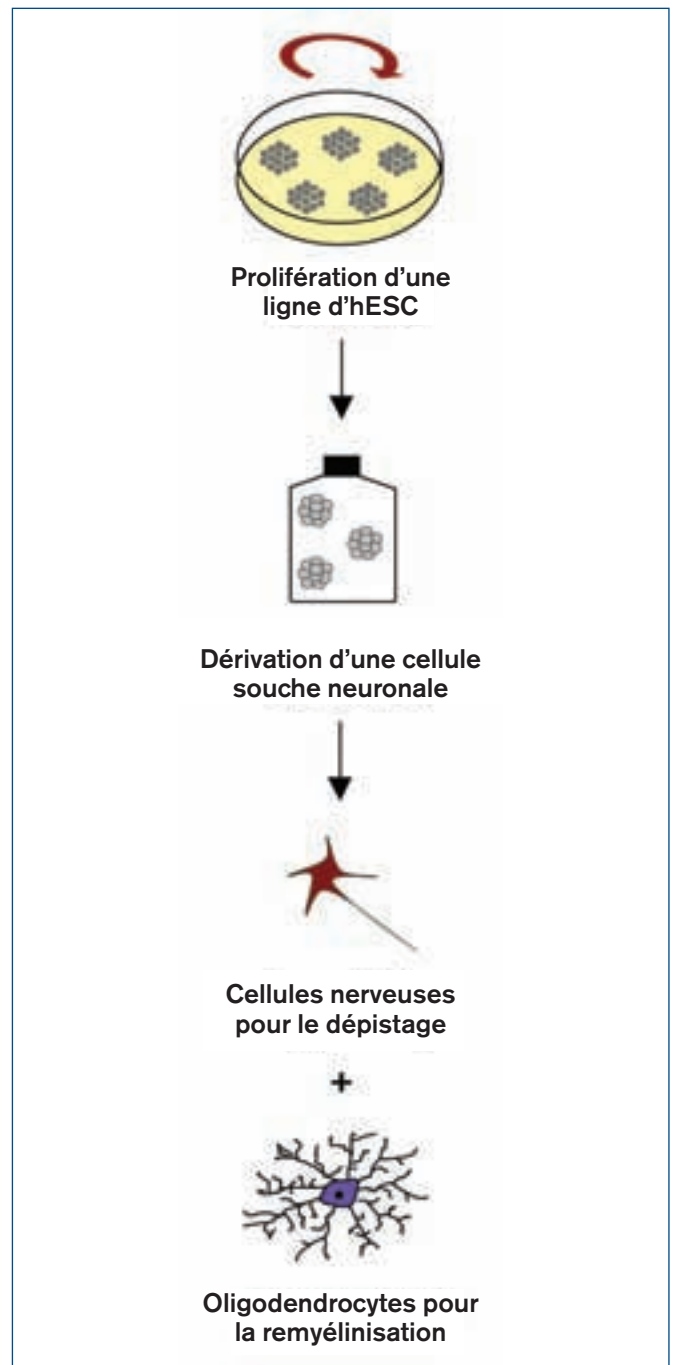 Prolifération d’une
ligne d’hESC
Dérivation d’une cellule
souche neuronale
Cellules nerveuses
pour le dépistage
+
Oligodendrocytes pour
la remyélinisation